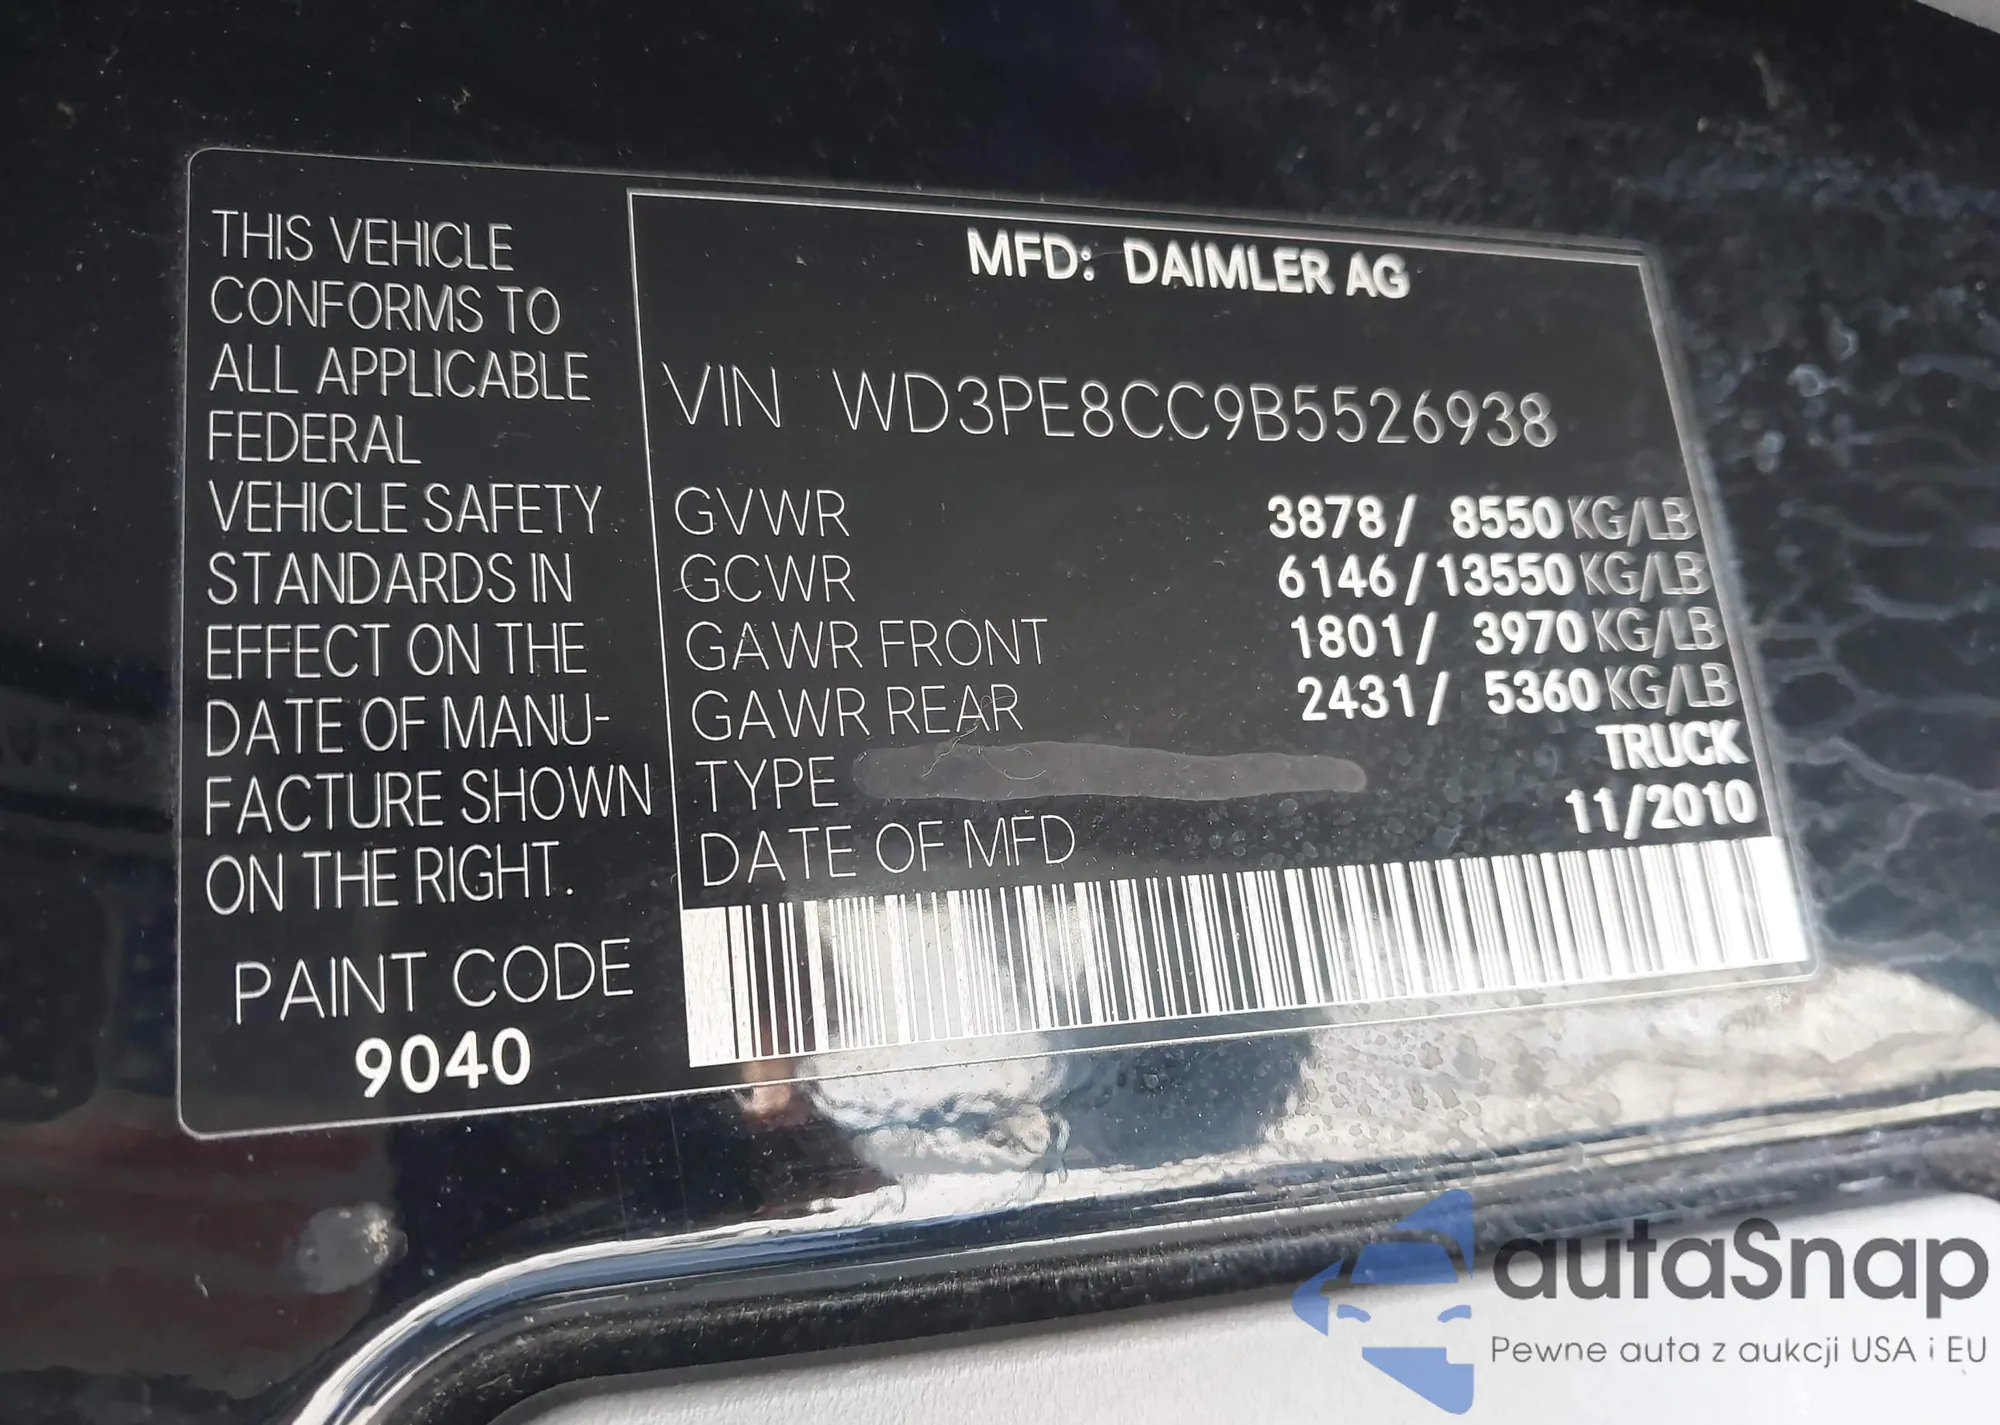 THIS VEHICLE
CONFORMS TO
ALL APPLICABLE
FEDERAL
VEHICLE SAFETY
STANDARDS IN
EFFECT ON THE
DATE OF MANU-
FACTURE SHOWN
ON THE RIGHT.
PAINT CODE
9040
MFD: DAIMLER AG
VIN WD3PE8CC9B5526938
GVWR 3878/ 8550 KG/LB
GCWR 6146/13550 KG/LB
GAWR FRONT 1801/ 3970 KG/LB
GAWR REAR 2431/ 5360 KG/LB
TYPE TRUCK
DATE OF MFD 11/2010
autaSnap
Pewne auta z aukcji USA i EU